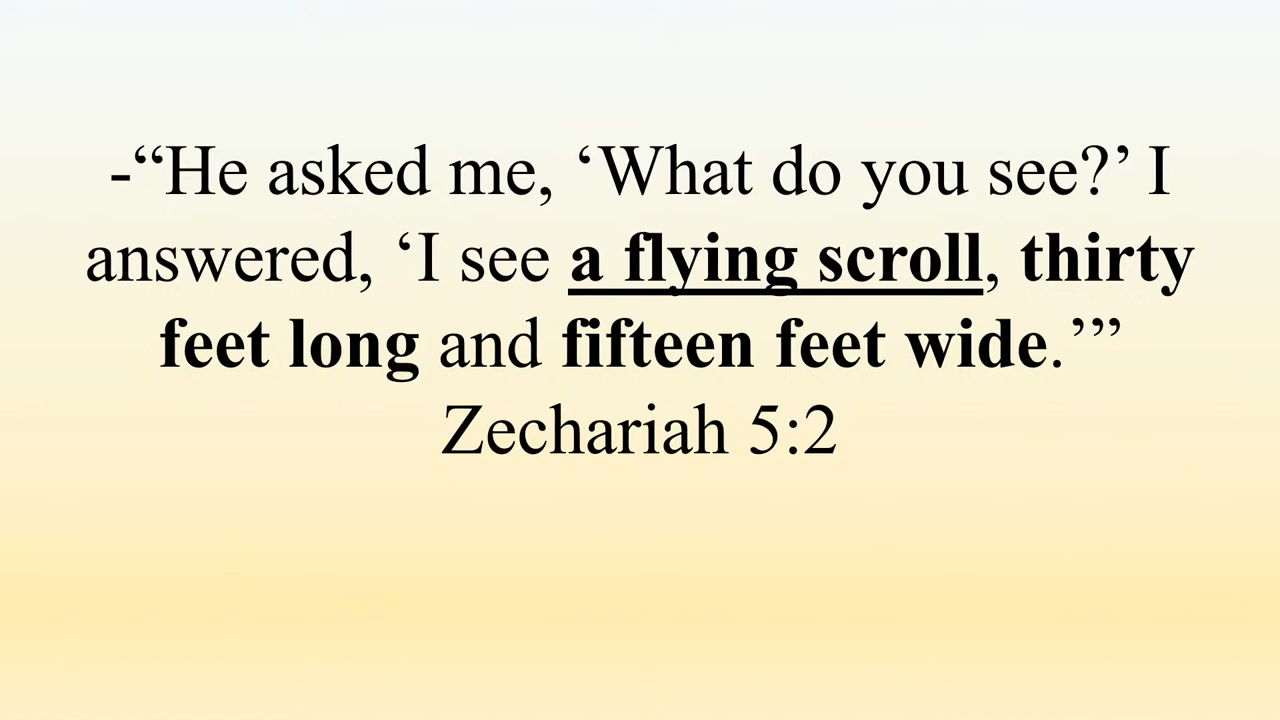 -“He asked me, ‘What do you see?’ I
answered, ‘I see a flying scroll, thirty
feet long and fifteen feet wide.’”
Zechariah 5:2